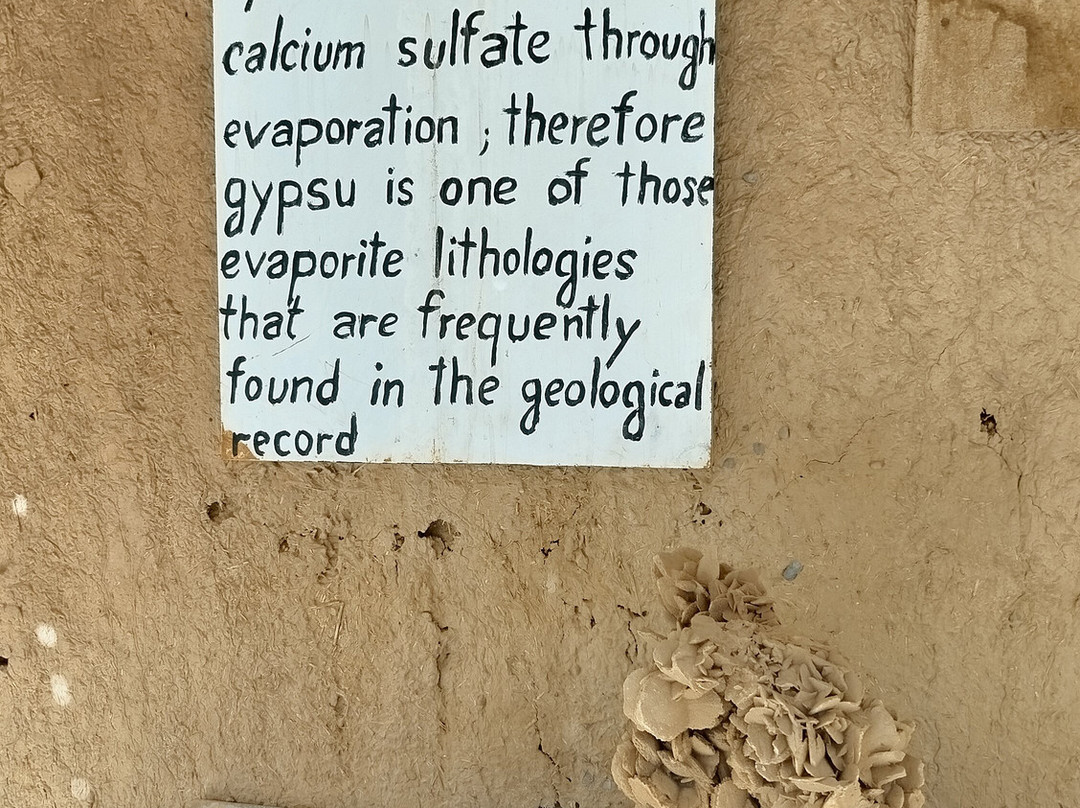 calcium sulfate through
evaporation ; therefore
gypsu is one of those
evaporite lithologies
that are frequently
found in the geological
record